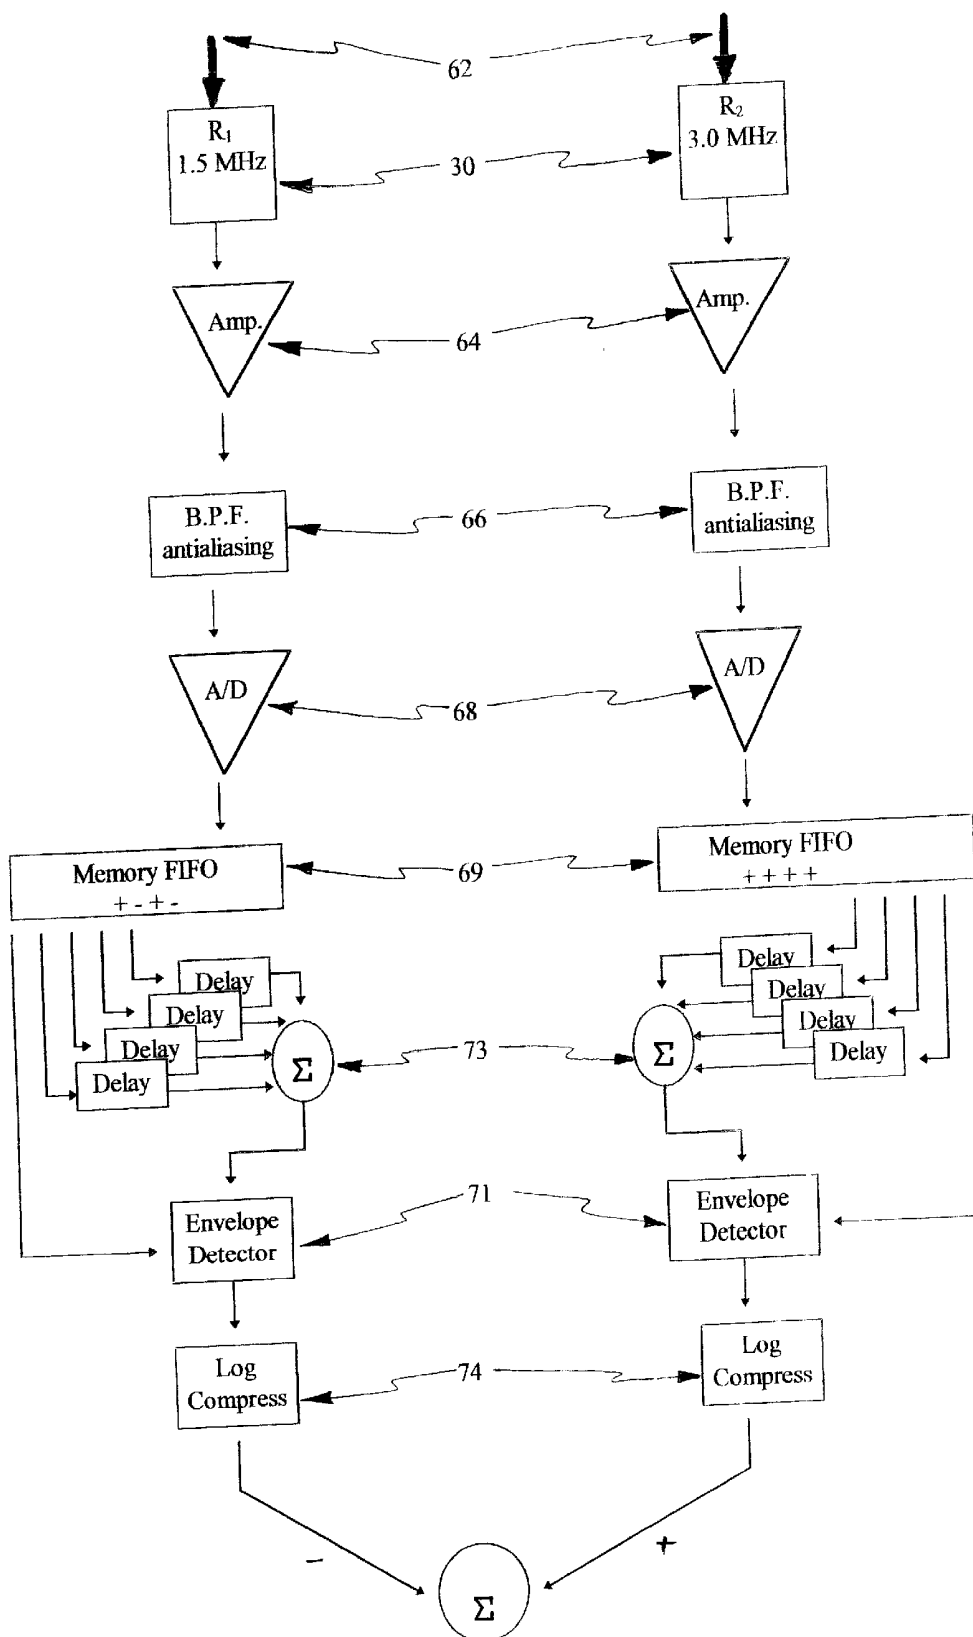 62
R₁
1.5 MHz
R₂
3.0 MHz
30
Amp.
Amp.
64
B.P.F.
antialiasing
66
B.P.F.
antialiasing
A/D
A/D
68
Memory FIFO
+ - + -
69
Memory FIFO
+ + + +
Delay
Delay
Delay
Delay
Σ
73
Σ
Delay
Delay
Delay
Delay
Envelope
Detector
71
Envelope
Detector
Log
Compress
74
Log
Compress
-
+
Σ